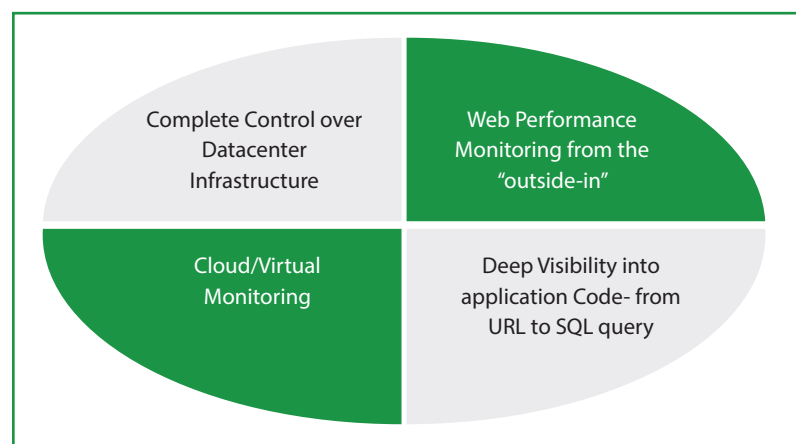 Complete Control over
Datacenter
Infrastructure
Web Performance
Monitoring from the
“outside-in”
Cloud/Virtual
Monitoring
Deep Visibility into
application Code- from
URL to SQL query